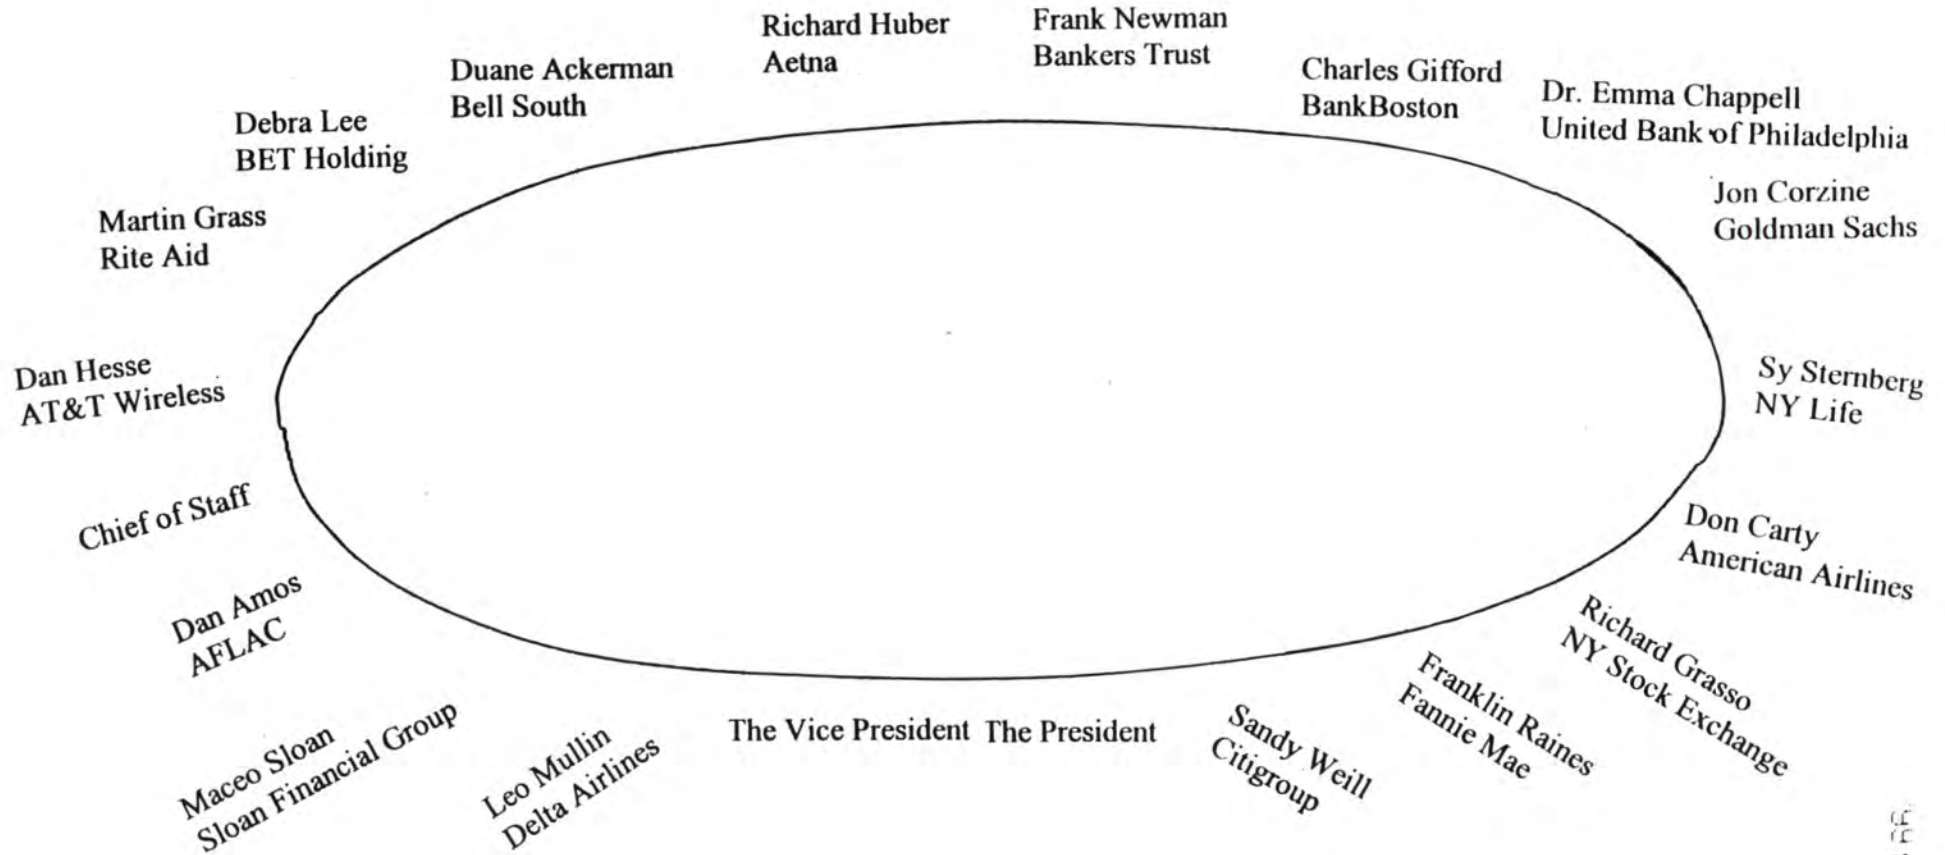 Richard Huber
Aetna
Frank Newman
Bankers Trust
Charles Gifford
BankBoston
Dr. Emma Chappell
United Bank of Philadelphia
Jon Corzine
Goldman Sachs
Sy Sternberg
NY Life
Don Carty
American Airlines
Richard Grasso
NY Stock Exchange
Franklin Raines
Fannie Mae
Sandy Weill
Citigroup
The President
The Vice President
Leo Mullin
Delta Airlines
Maceo Sloan
Sloan Financial Group
Dan Amos
AFLAC
Chief of Staff
Dan Hesse
AT&T Wireless
Martin Grass
Rite Aid
Debra Lee
BET Holding
Duane Ackerman
Bell South